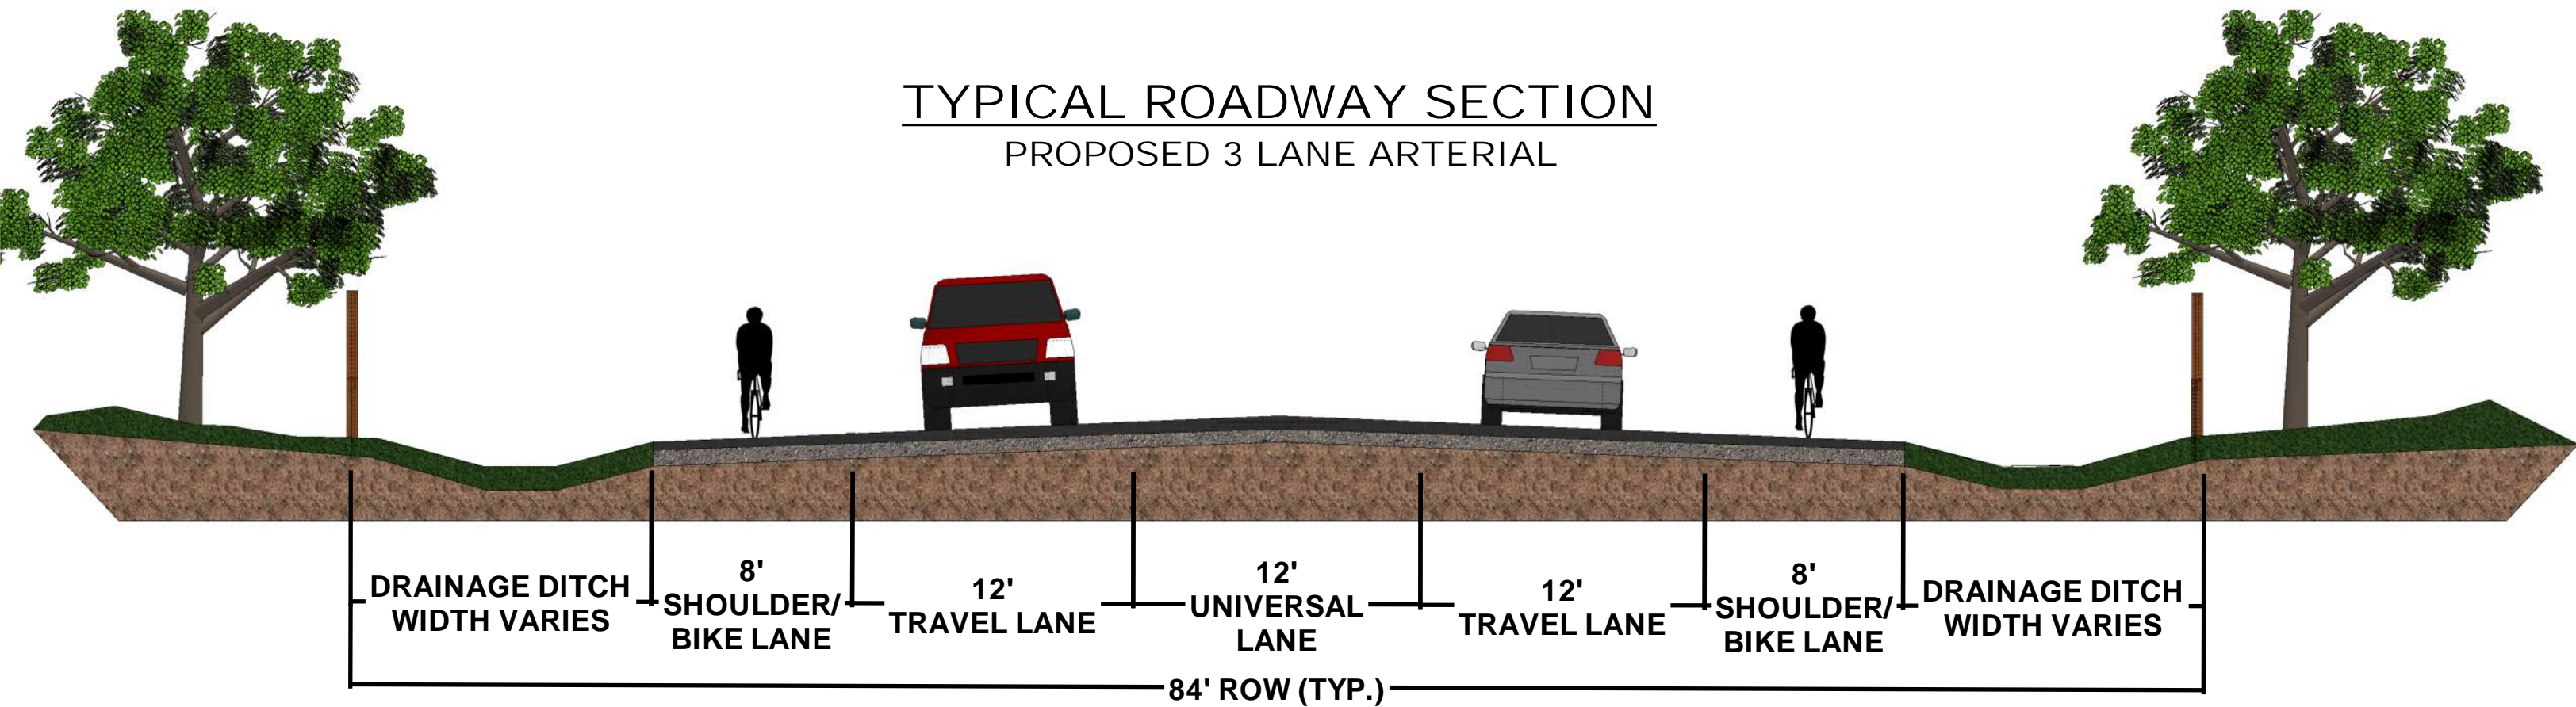 TYPICAL ROADWAY SECTION
PROPOSED 3 LANE ARTERIAL
DRAINAGE DITCH
WIDTH VARIES
8'
SHOULDER/
BIKE LANE
12'
TRAVEL LANE
12'
UNIVERSAL
LANE
12'
TRAVEL LANE
8'
SHOULDER/
BIKE LANE
DRAINAGE DITCH
WIDTH VARIES
84' ROW (TYP.)